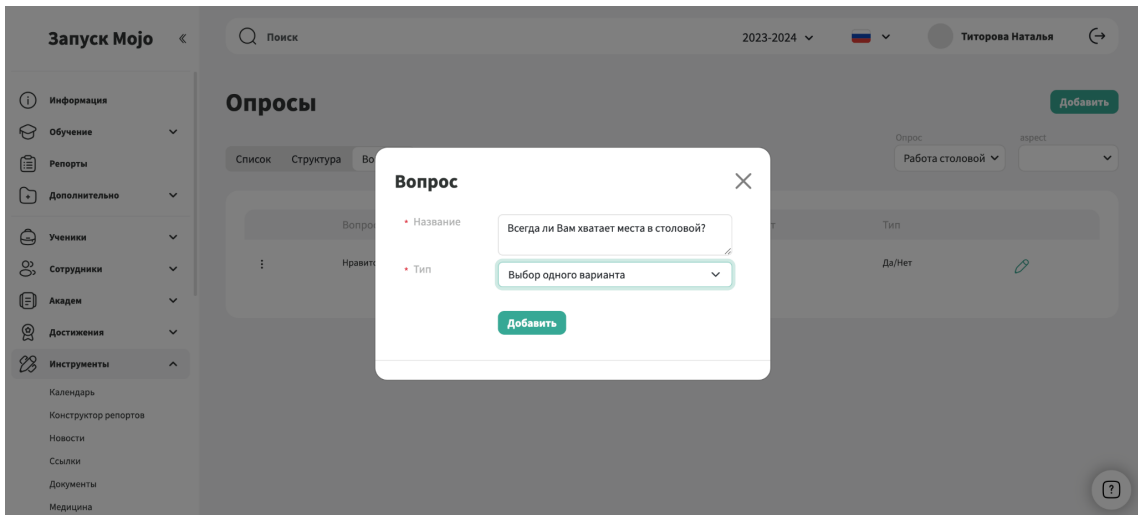 Запуск Mojo «
Поиск
2023-2024
Титорова Наталья
Информация
Обучение
Репорты
Дополнительно
Ученики
Сотрудники
Академ
Достижения
Инструменты
Календарь
Конструктор репортов
Новости
Ссылки
Документы
Медицина
Опросы
Добавить
Опрос
aspect
Список Структура
Работа столовой
Тип
Да/Нет
Вопрос
• Название
Всегда ли Вам хватает места в столовой?
• Тип
Выбор одного варианта
Добавить
?